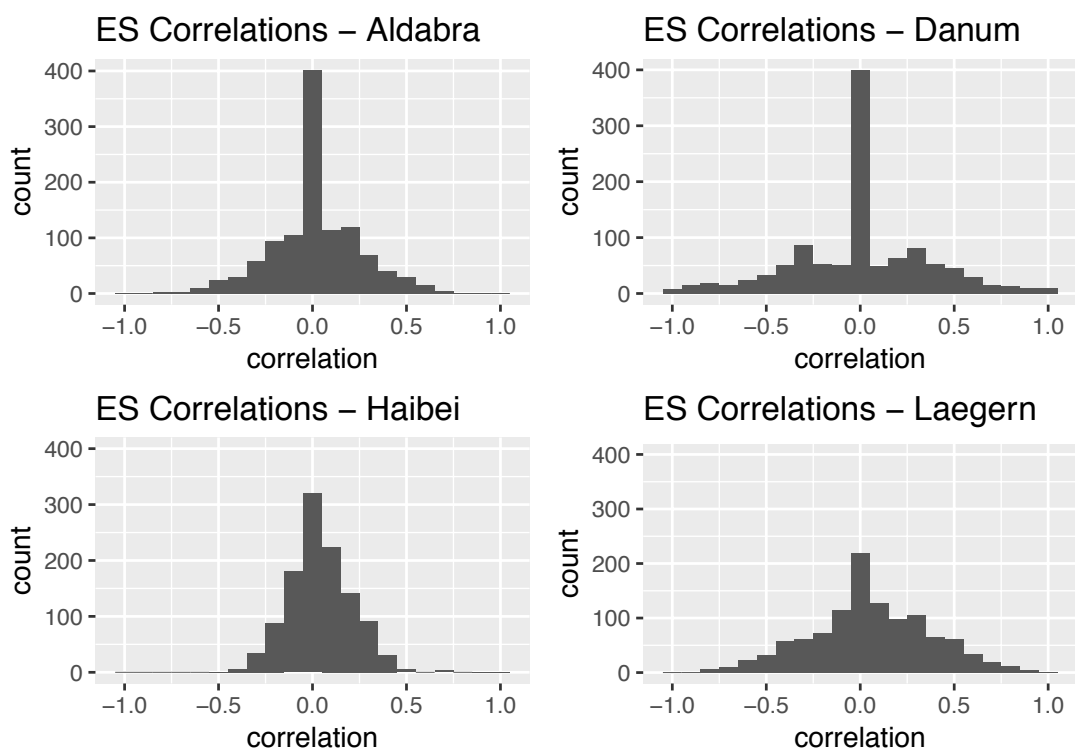 ES Correlations – Aldabra
400
300
200
100
0
count
−1.0 −0.5 0.0 0.5 1.0
correlation
ES Correlations – Danum
400
300
200
100
0
count
−1.0 −0.5 0.0 0.5 1.0
correlation
ES Correlations – Haibei
400
300
200
100
0
count
−1.0 −0.5 0.0 0.5 1.0
correlation
ES Correlations – Laegern
400
300
200
100
0
count
−1.0 −0.5 0.0 0.5 1.0
correlation